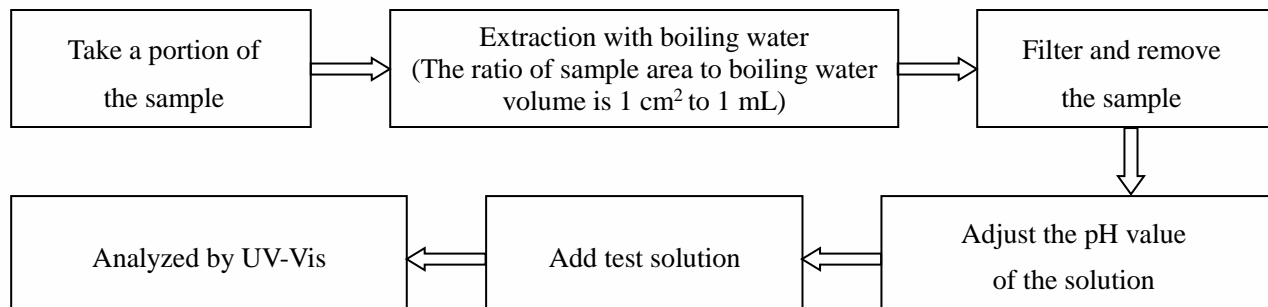 Take a portion of
the sample
Extraction with boiling water
(The ratio of sample area to boiling water
volume is 1 cm² to 1 mL)
Filter and remove
the sample
Adjust the pH value
of the solution
Add test solution
Analyzed by UV-Vis